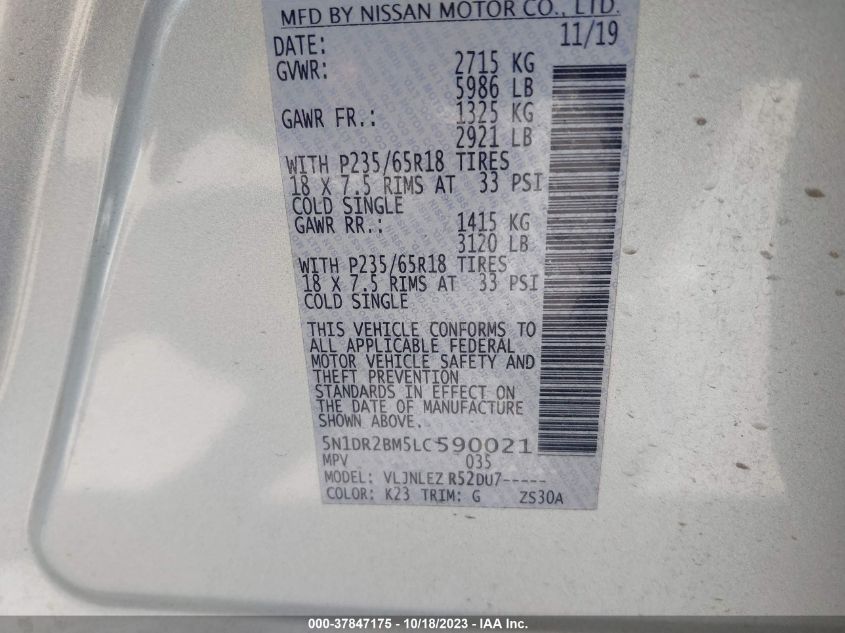 MFD BY NISSAN MOTOR CO., LTD.
DATE: 11/19
GVWR: 2715 KG
5986 LB
GAWR FR.: 1325 KG
2921 LB
WITH P235/65R18 TIRES
18 X 7.5 RIMS AT 33 PSI
COLD SINGLE
GAWR RR.: 1415 KG
3120 LB
WITH P235/65R18 TIRES
18 X 7.5 RIMS AT 33 PSI
COLD SINGLE
THIS VEHICLE CONFORMS TO
ALL APPLICABLE FEDERAL
MOTOR VEHICLE SAFETY AND
THEFT PREVENTION
STANDARDS IN EFFECT ON
THE DATE OF MANUFACTURE
SHOWN ABOVE.
5N1DR2BM5LC590021
MPV 035
MODEL: VLJNLEZ R52DU7-----
COLOR: K23 TRIM: G ZS30A
000-37847175 - 10/18/2023 - IAA Inc.